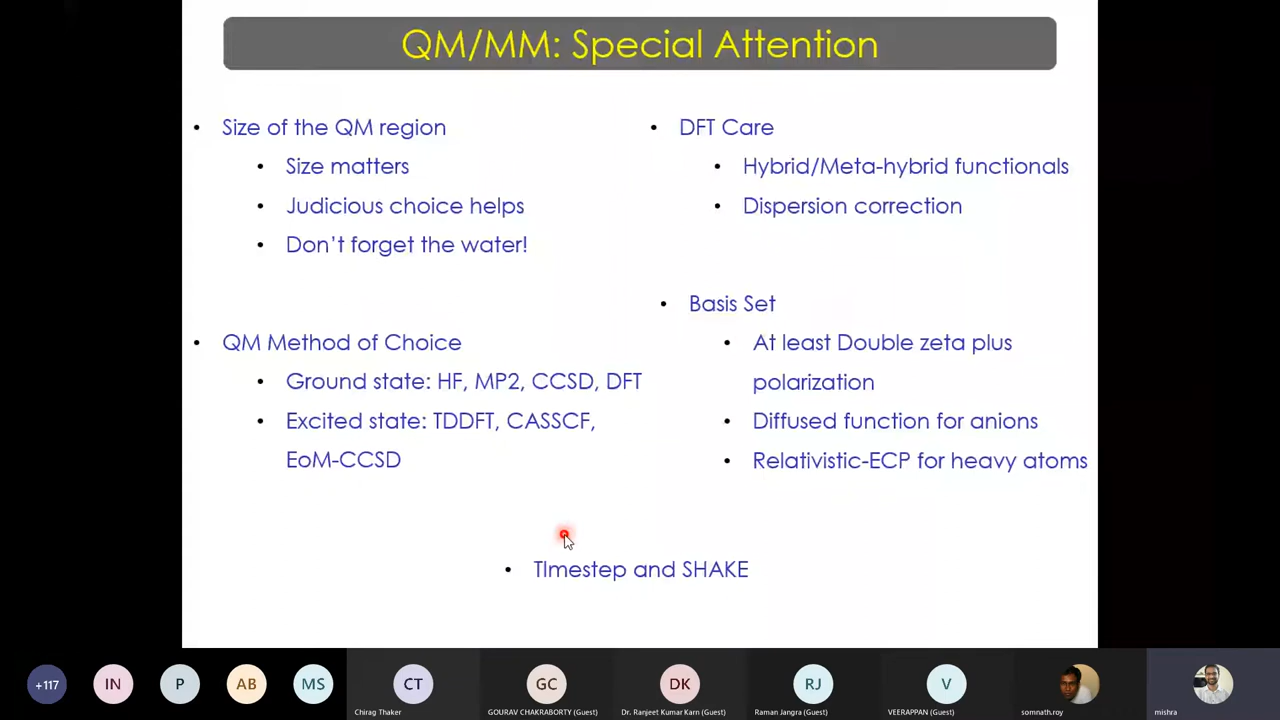 QM/MM: Special Attention
• Size of the QM region
• Size matters
• Judicious choice helps
• Don't forget the water!
• QM Method of Choice
• Ground state: HF, MP2, CCSD, DFT
• Excited state: TDDFT, CASSCF,
EoM-CCSD
• DFT Care
• Hybrid/Meta-hybrid functionals
• Dispersion correction
• Basis Set
• At least Double zeta plus
polarization
• Diffused function for anions
• Relativistic-ECP for heavy atoms
• TImestep and SHAKE
+117
IN
P
AB
MS
CT
Chirag Thaker
GC
GOURAV CHAKRABORTY (Guest)
DK
Dr. Ranjeet Kumar Karn (Guest)
RJ
Raman Jangra (Guest)
V
VEERAPPAN (Guest)
somnath.roy
mishra